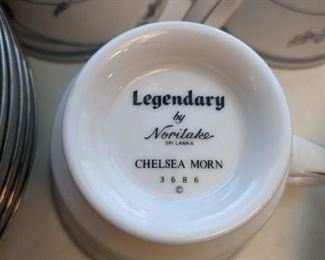 Legendary
by
Noritake
SRI LANKA
CHELSEA MORN
3686
©